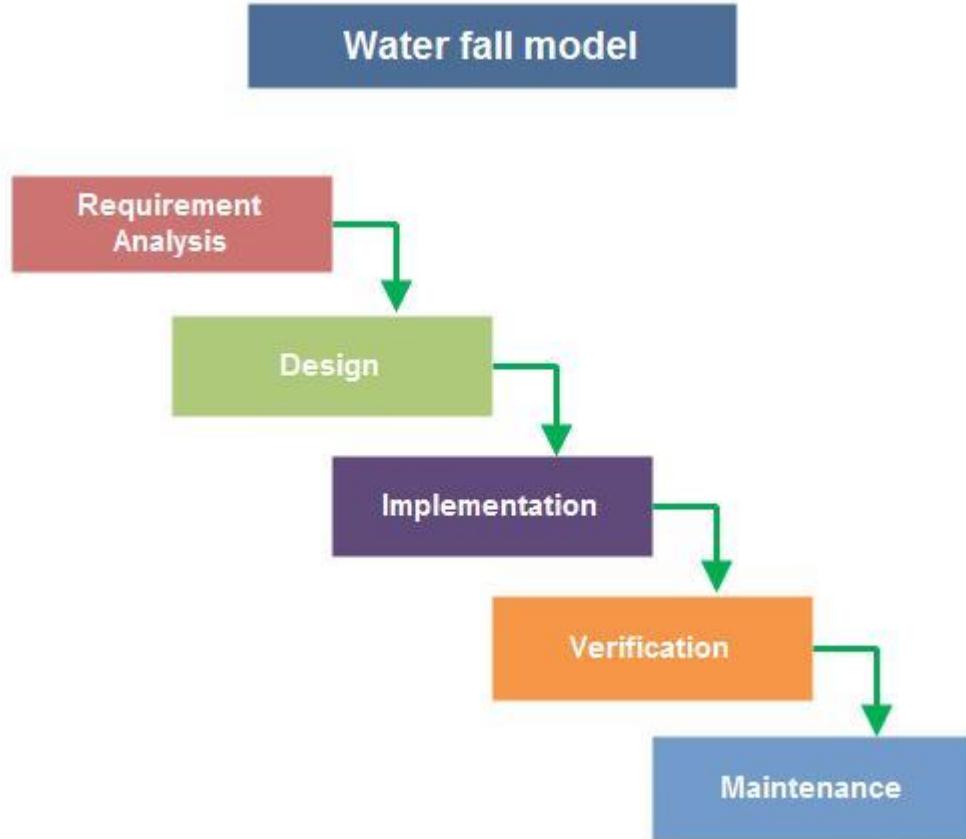 Water fall model
Requirement
Analysis
Design
Implementation
Verification
Maintenance